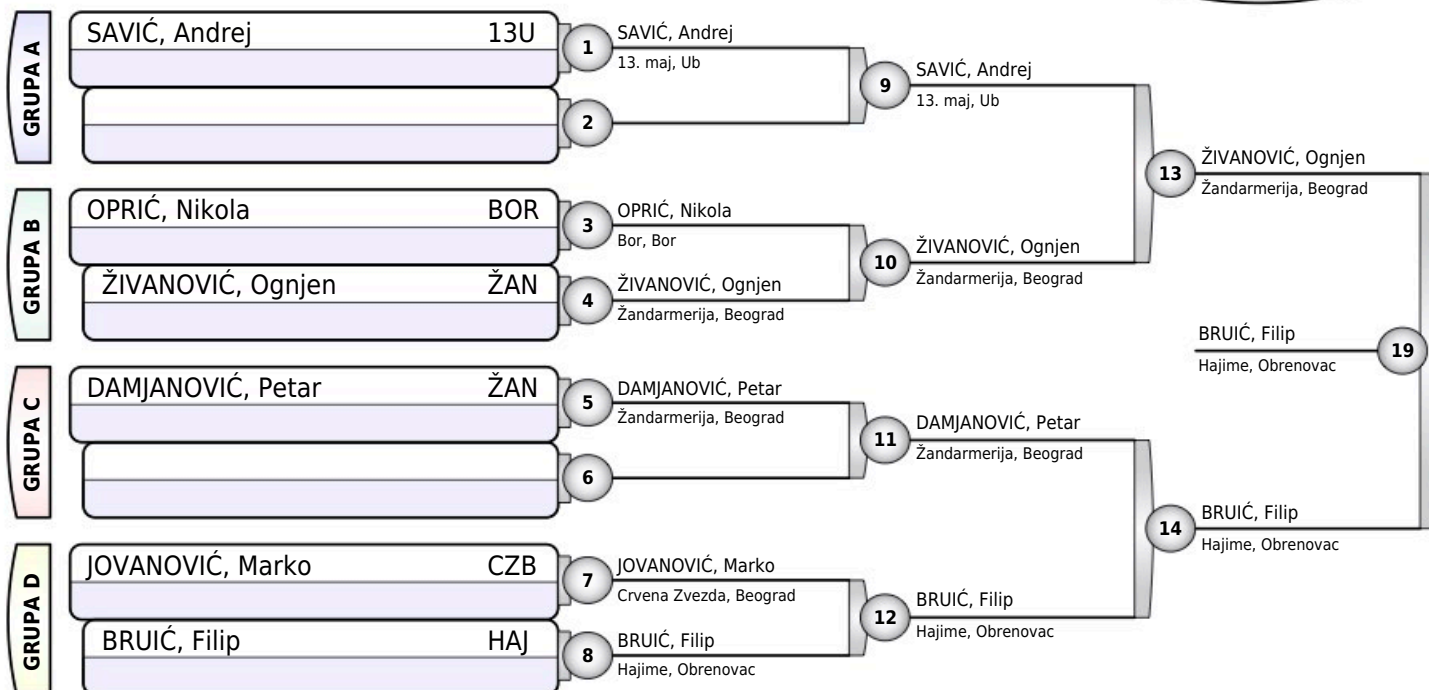 GRUPA A
SAVIĆ, Andrej 13U
1
SAVIĆ, Andrej
13. maj, Ub
2
9
SAVIĆ, Andrej
13. maj, Ub
GRUPA B
OPRIĆ, Nikola BOR
ŽIVANOVIĆ, Ognjen ŽAN
3
OPRIĆ, Nikola
Bor, Bor
4
ŽIVANOVIĆ, Ognjen
Žandarmerija, Beograd
10
ŽIVANOVIĆ, Ognjen
Žandarmerija, Beograd
13
ŽIVANOVIĆ, Ognjen
Žandarmerija, Beograd
GRUPA C
DAMJANOVIĆ, Petar ŽAN
5
DAMJANOVIĆ, Petar
Žandarmerija, Beograd
6
11
DAMJANOVIĆ, Petar
Žandarmerija, Beograd
GRUPA D
JOVANOVIĆ, Marko CZB
BRUIĆ, Filip HAJ
7
JOVANOVIĆ, Marko
Crvena Zvezda, Beograd
8
BRUIĆ, Filip
Hajime, Obrenovac
12
BRUIĆ, Filip
Hajime, Obrenovac
14
BRUIĆ, Filip
Hajime, Obrenovac
BRUIĆ, Filip
Hajime, Obrenovac
19